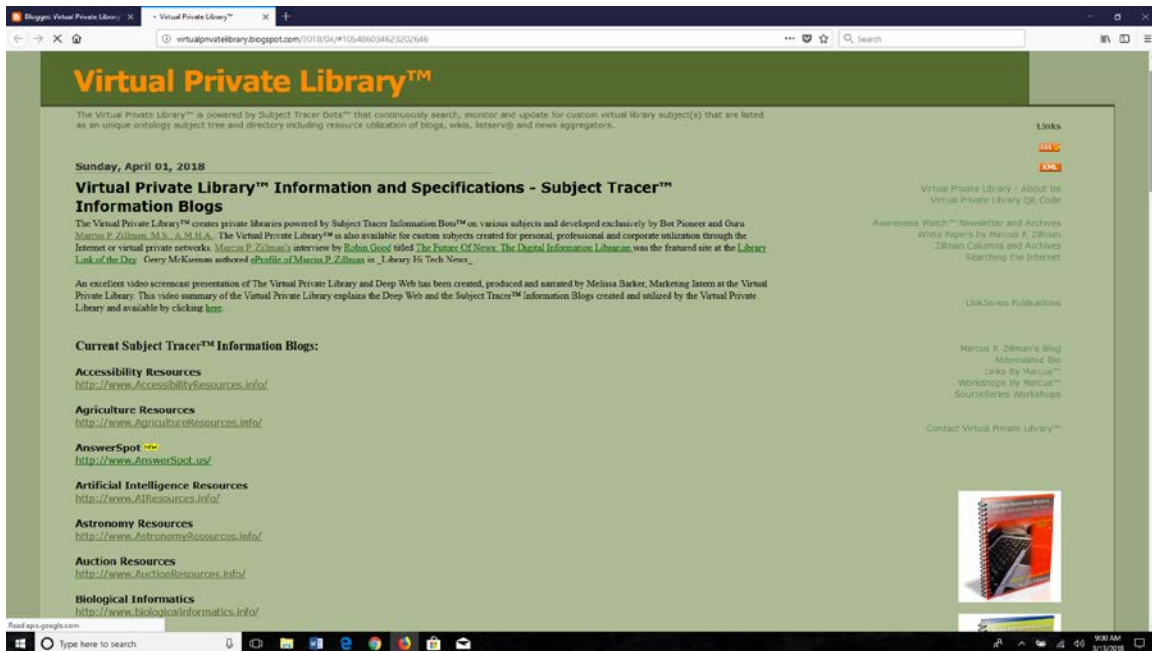 Blogger: Virtual Private Library
Virtual Private Library™
virtualprivatelibrary.blogspot.com/2018/04/#105486034623202646
Search
Virtual Private Library™
The Virtual Private Library™ is powered by Subject Tracer Bots™ that continuously search, monitor and update for custom virtual library subject(s) that are listed
as an unique ontology subject tree and directory including resource utilization of blogs, wikis, listserv® and news aggregators.
Sunday, April 01, 2018
Virtual Private Library™ Information and Specifications - Subject Tracer™
Information Blogs
The Virtual Private Library™ creates private libraries powered by Subject Tracer Information Bots™ on various subjects and developed exclusively by Bot Pioneer and Guru
Marcus P. Zillman, M.S., A.M.H.A.. The Virtual Private Library™ is also available for custom subjects created for personal, professional and corporate utilization through the
Internet or virtual private networks. Marcus P. Zillman's interview by Robin Good titled The Future Of News: The Digital Information Librarian was the featured site at the Library
Link of the Day. Gerry McKiernan authored eProfile of Marcus P. Zillman in _Library Hi Tech News_
An excellent video screencast presentation of The Virtual Private Library and Deep Web has been created, produced and narrated by Melissa Barker, Marketing Intern at the Virtual
Private Library. This video summary of the Virtual Private Library explains the Deep Web and the Subject Tracer™ Information Blogs created and utilized by the Virtual Private
Library and available by clicking here.
Current Subject Tracer™ Information Blogs:
Accessibility Resources
http://www.AccessibilityResources.info/
Agriculture Resources
http://www.AgricultureResources.info/
AnswerSpot NEW
http://www.AnswerSpot.us/
Artificial Intelligence Resources
http://www.AIResources.info/
Astronomy Resources
http://www.AstronomyResources.info/
Auction Resources
http://www.AuctionResources.info/
Biological Informatics
http://www.biologicalinformatics.info/
Links
RSS
XML
Virtual Private Library - About Us
Virtual Private Library QR Code
Awareness Watch™ Newsletter and Archives
White Papers by Marcus P. Zillman
Zillman Columns and Archives
Searching the Internet
LinkSeries Publications
Marcus P. Zillman's Blog
Abbreviated Bio
Links By Marcus™
Workshops By Marcus™
SourceSeries Workshops
Contact Virtual Private Library™
Read apis.google.com
Type here to search
9:30 AM
3/13/2018